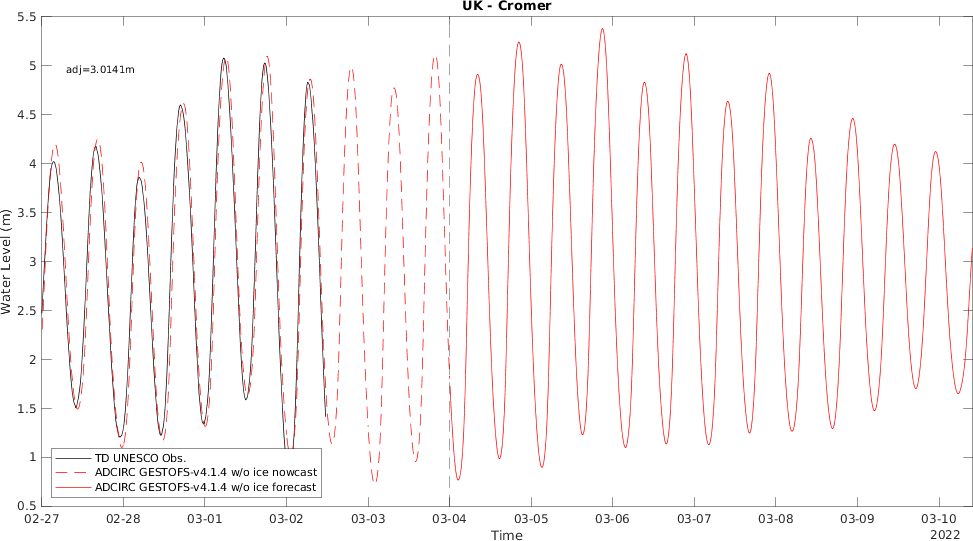 UK - Cromer
5.5
5
4.5
4
3.5
3
2.5
2
1.5
1
0.5
Water Level (m)
adj=3.0141m
TD UNESCO Obs.
ADCIRC GESTOFS-v4.1.4 w/o ice nowcast
ADCIRC GESTOFS-v4.1.4 w/o ice forecast
02-27 02-28 03-01 03-02 03-03 03-04 03-05 03-06 03-07 03-08 03-09 03-10
2022
Time